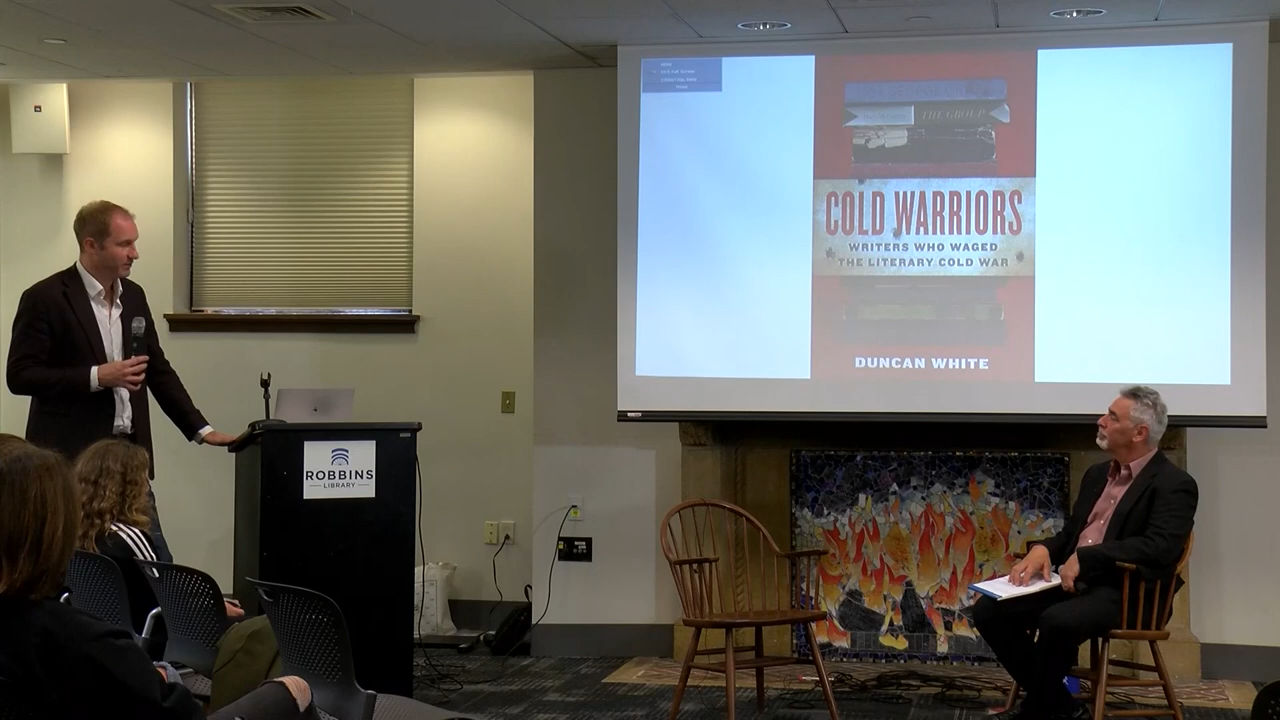 THE GROUP
COLD WARRIORS
WRITERS WHO WAGED
THE LITERARY COLD WAR
DUNCAN WHITE
ROBBINS
LIBRARY